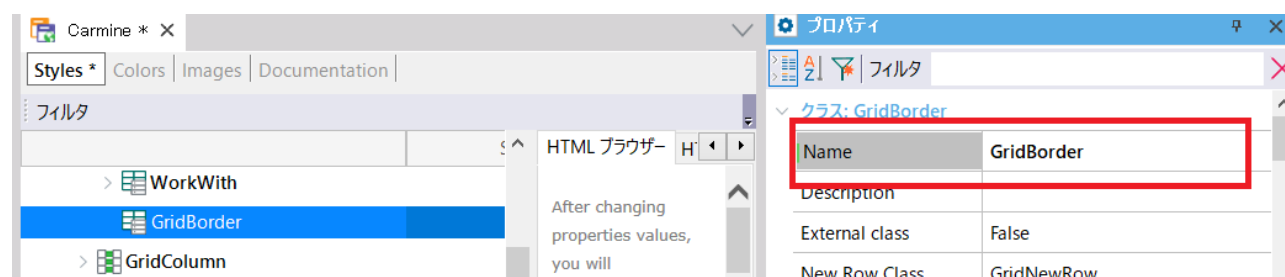 Carmine *
Styles * Colors Images Documentation
フィルタ
WorkWith
GridBorder
GridColumn
HTML ブラウザー
After changing
properties values,
you will
プロパティ
フィルタ
クラス: GridBorder
Name GridBorder
Description
External class False
New Row Class GridNewRow